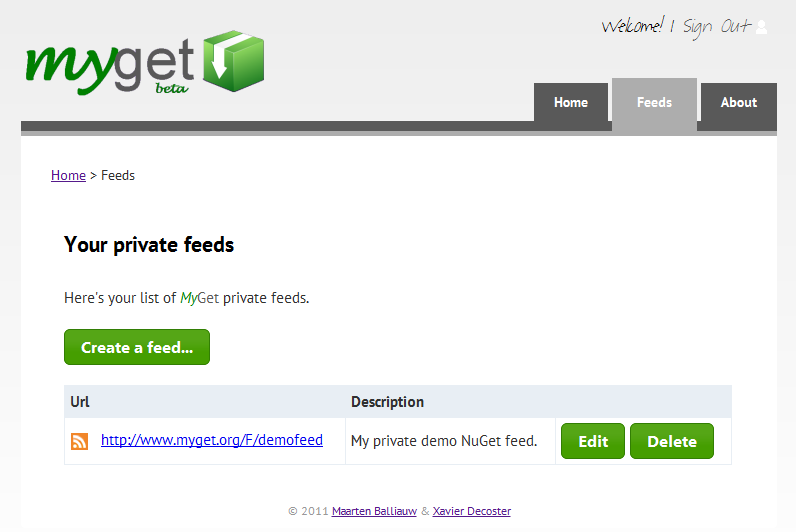 Welcome! | Sign Out
myget
beta
Home Feeds About
Home > Feeds
Your private feeds
Here's your list of MyGet private feeds.
Create a feed...
Url Description
http://www.myget.org/F/demofeed My private demo NuGet feed. Edit Delete
© 2011 Maarten Balliauw & Xavier Decoster